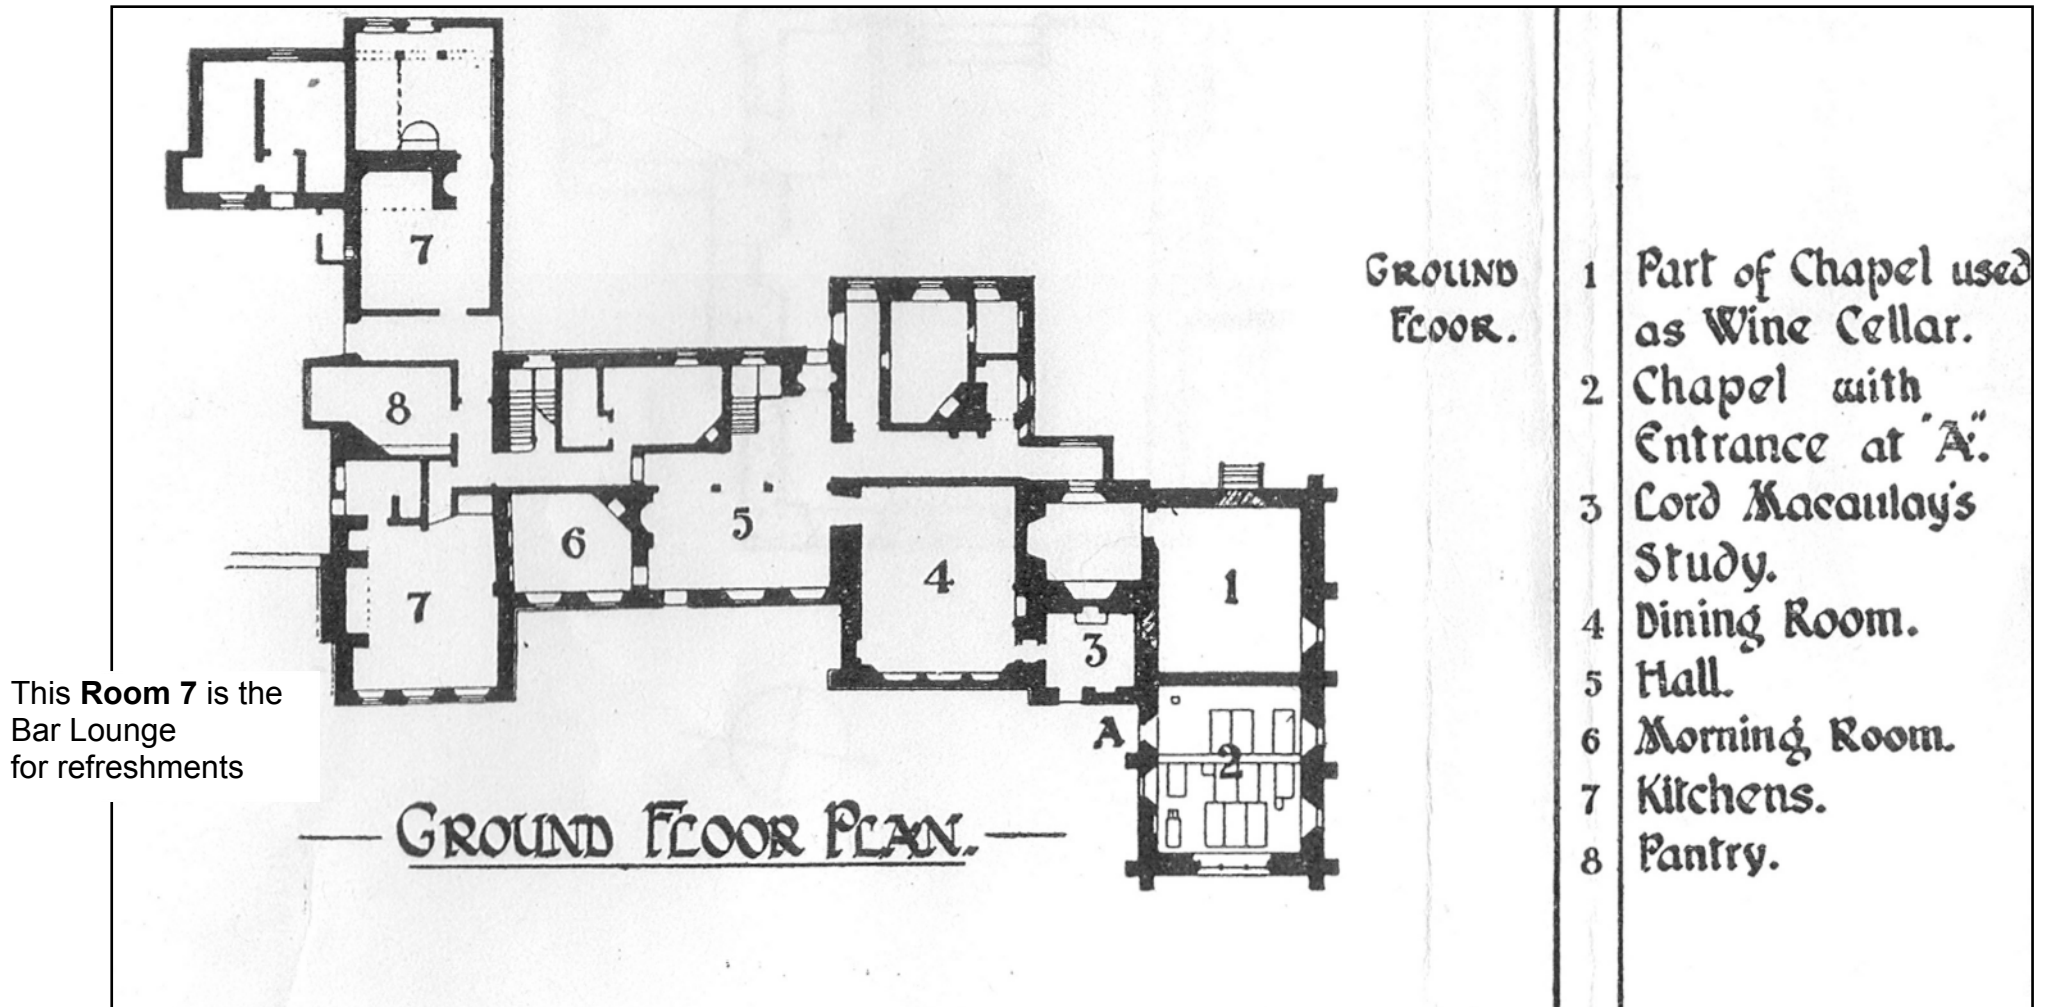 7
8
7
6
5
4
3
1
2
A
This Room 7 is the
Bar Lounge
for refreshments
GROUND FLOOR PLAN.
GROUND
FLOOR.
1 Part of Chapel used
as Wine Cellar.
2 Chapel with
Entrance at "A".
3 Lord Macaulay's
Study.
4 Dining Room.
5 Hall.
6 Morning Room.
7 Kitchens.
8 Pantry.